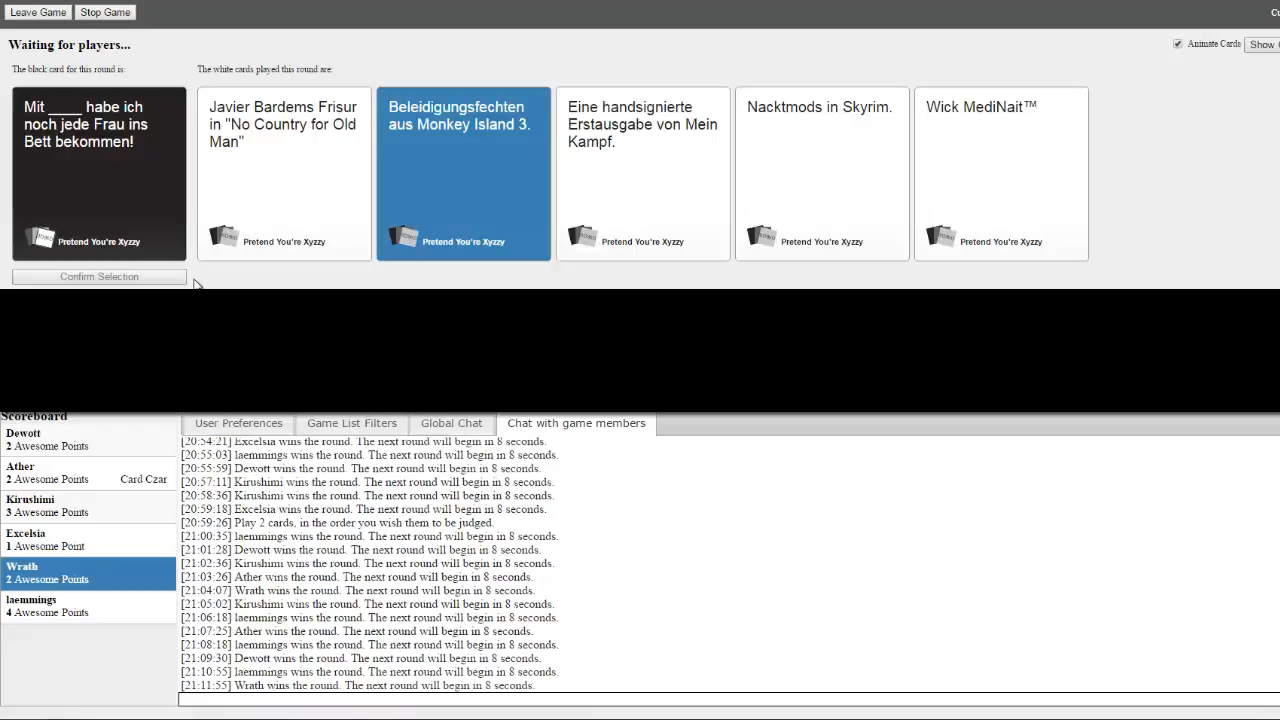 Leave Game Stop Game
Waiting for players...
Animate Cards Show
The black card for this round is:
The white cards played this round are:
Mit ____ habe ich
noch jede Frau ins
Bett bekommen!
Pretend You're Xyzzy
Javier Bardems Frisur
in "No Country for Old
Man"
Pretend You're Xyzzy
Beleidigungsfechten
aus Monkey Island 3.
Pretend You're Xyzzy
Eine handsignierte
Erstausgabe von Mein
Kampf.
Pretend You're Xyzzy
Nacktmods in Skyrim.
Pretend You're Xyzzy
Wick MediNait™
Pretend You're Xyzzy
Confirm Selection
Scoreboard
Dewott
2 Awesome Points
Ather
2 Awesome Points Card Czar
Kirushimi
3 Awesome Points
Excelsia
1 Awesome Point
Wrath
2 Awesome Points
laemmings
4 Awesome Points
User Preferences Game List Filters Global Chat Chat with game members
[20:54:21] Excelsia wins the round. The next round will begin in 8 seconds.
[20:55:03] laemmings wins the round. The next round will begin in 8 seconds.
[20:55:59] Dewott wins the round. The next round will begin in 8 seconds.
[20:57:11] Kirushimi wins the round. The next round will begin in 8 seconds.
[20:58:36] Kirushimi wins the round. The next round will begin in 8 seconds.
[20:59:18] Excelsia wins the round. The next round will begin in 8 seconds.
[20:59:26] Play 2 cards, in the order you wish them to be judged.
[21:00:35] laemmings wins the round. The next round will begin in 8 seconds.
[21:01:28] Dewott wins the round. The next round will begin in 8 seconds.
[21:02:36] Kirushimi wins the round. The next round will begin in 8 seconds.
[21:03:26] Ather wins the round. The next round will begin in 8 seconds.
[21:04:07] Wrath wins the round. The next round will begin in 8 seconds.
[21:05:02] Kirushimi wins the round. The next round will begin in 8 seconds.
[21:06:18] laemmings wins the round. The next round will begin in 8 seconds.
[21:07:25] Ather wins the round. The next round will begin in 8 seconds.
[21:08:18] laemmings wins the round. The next round will begin in 8 seconds.
[21:09:30] Dewott wins the round. The next round will begin in 8 seconds.
[21:10:55] laemmings wins the round. The next round will begin in 8 seconds.
[21:11:55] Wrath wins the round. The next round will begin in 8 seconds.